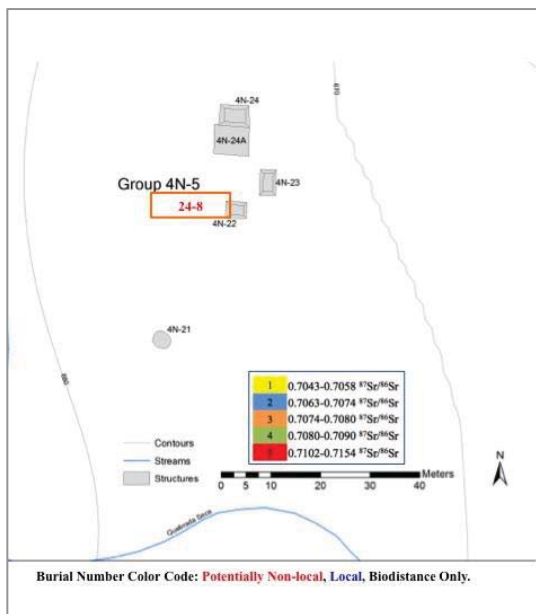 4N-24
4N-24A
610
4N-23
Group 4N-5
24-8
4N-22
4N-21
1 0.7043-0.7058 ⁸⁷Sr/⁸⁶Sr
2 0.7063-0.7074 ⁸⁷Sr/⁸⁶Sr
3 0.7074-0.7080 ⁸⁷Sr/⁸⁶Sr
4 0.7080-0.7090 ⁸⁷Sr/⁸⁶Sr
0.7102-0.7154 ⁸⁷Sr/⁸⁶Sr
Contours
Streams
Structures
Meters
0 5 10 20 30 40
N
Quebrada Seca
Burial Number Color Code: Potentially Non-local, Local, Biodistance Only.